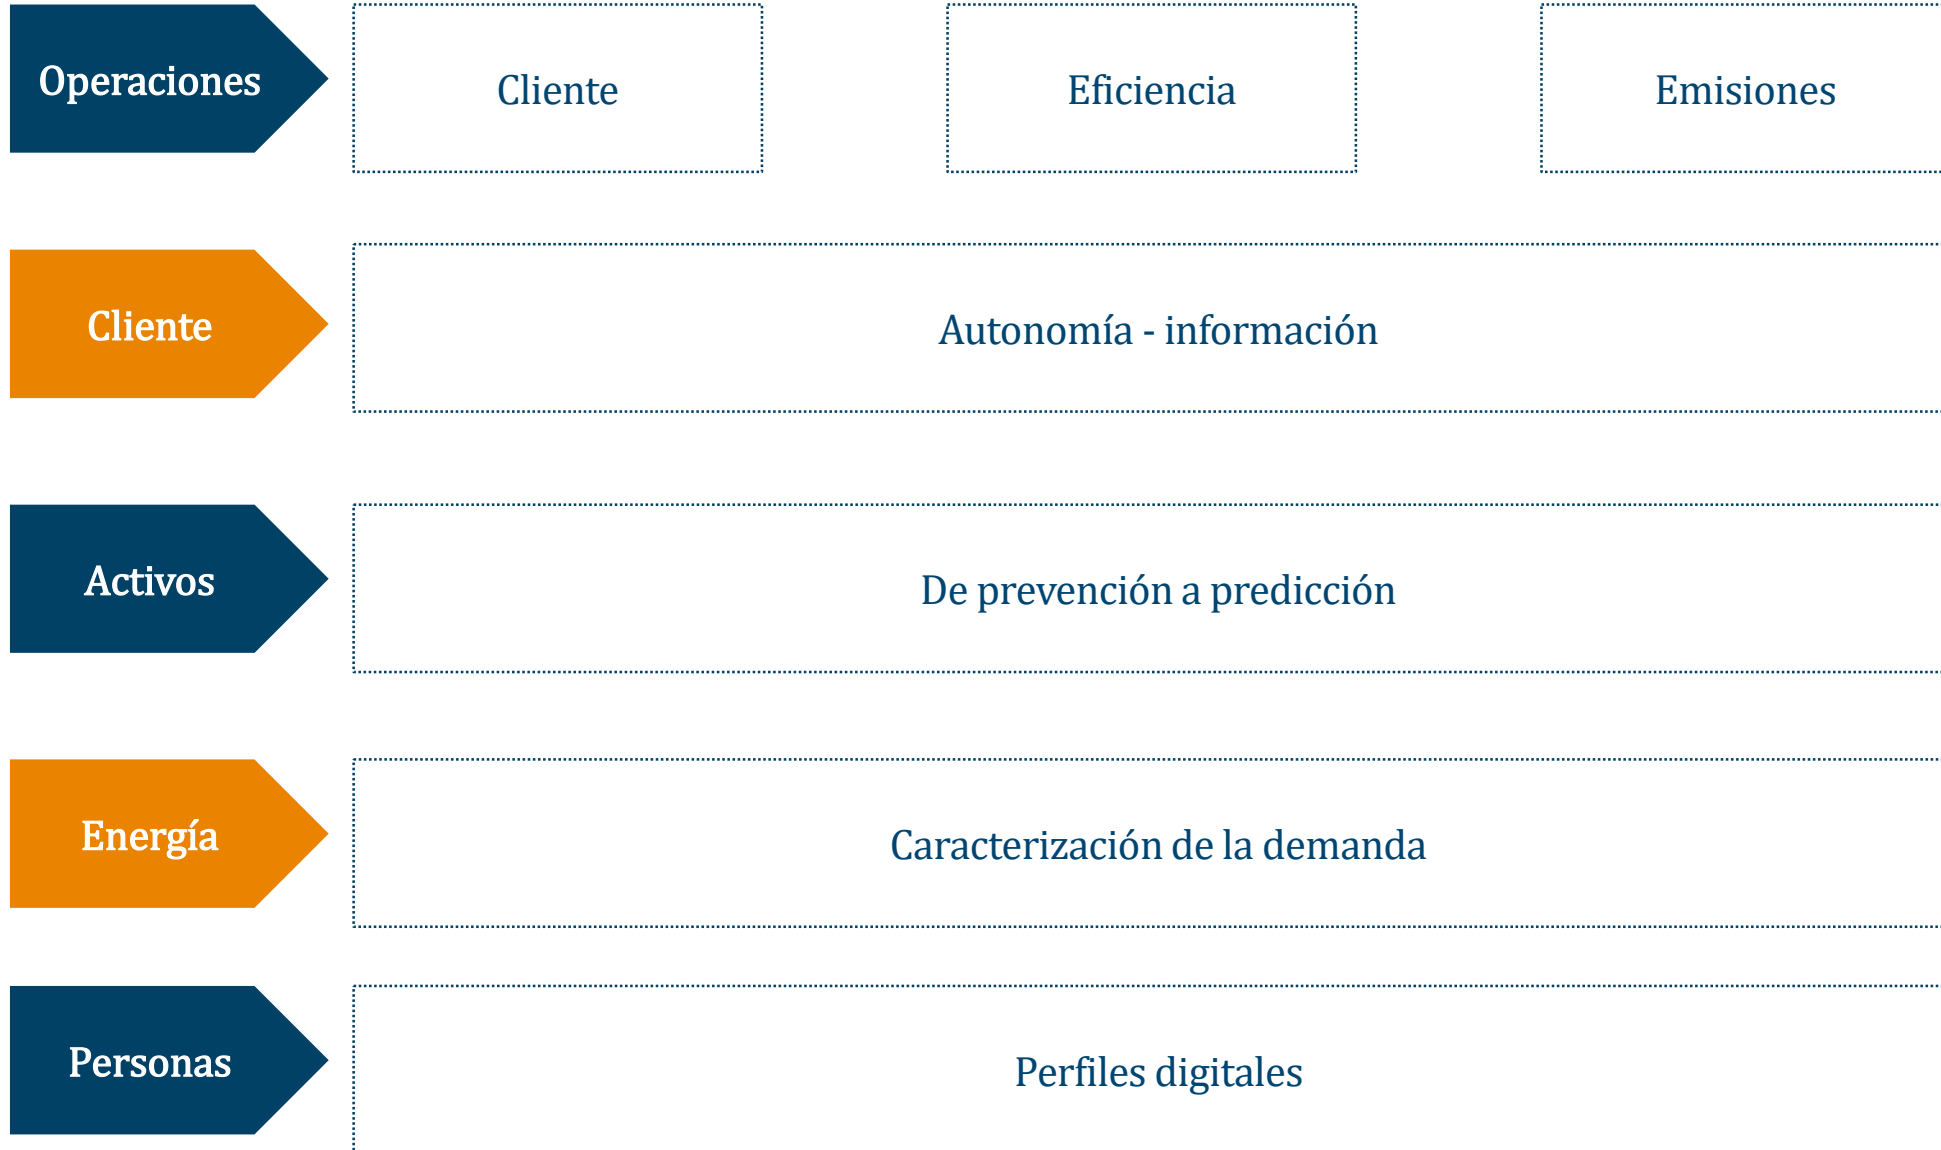 Operaciones
Cliente
Eficiencia
Emisiones
Cliente
Autonomía - información
Activos
De prevención a predicción
Energía
Caracterización de la demanda
Personas
Perfiles digitales